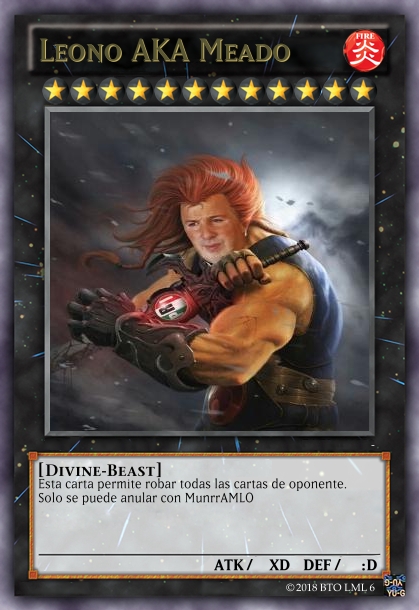 Leono AKA Meado
FIRE
炎
[Divine-Beast]
Esta carta permite robar todas las cartas de oponente.
Solo se puede anular con MunrrAMLO
ATK/ XD DEF/ :D
©2018 BTO LML 6
YU-G